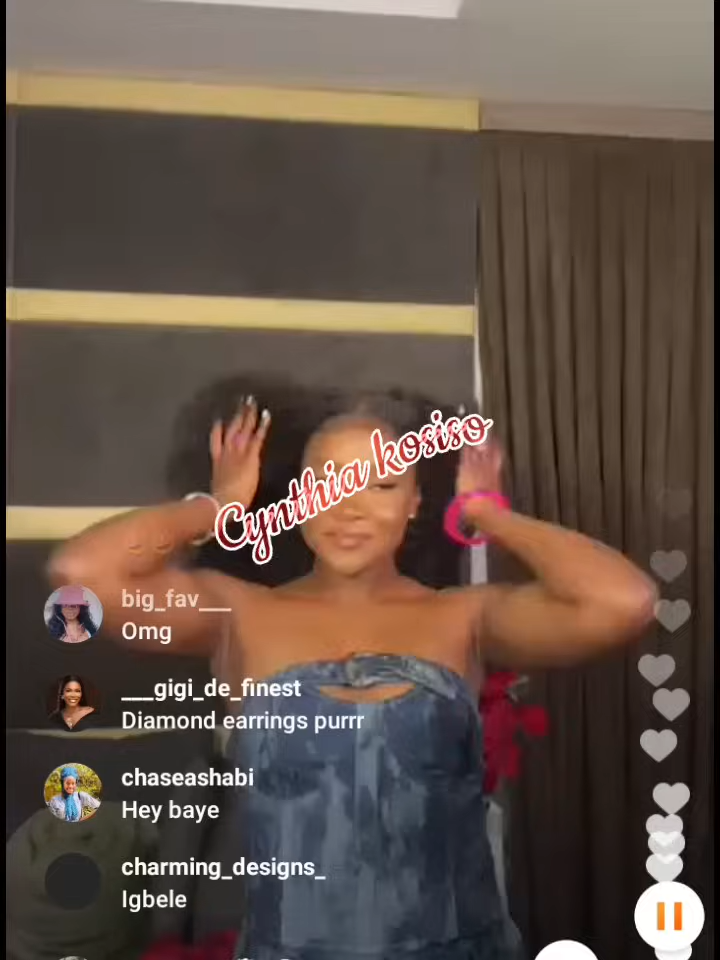 Cynthia kosiso
big_fav___
Omg
___gigi_de_finest
Diamond earrings purrr
chaseashabi
Hey baye
charming_designs_
Igbele